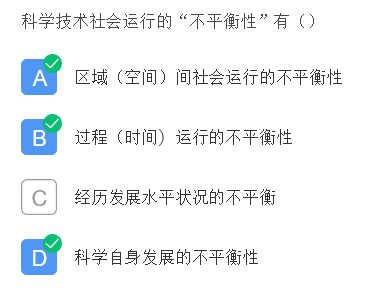 科学技术社会运行的“不平衡性”有（）
A 区域（空间）间社会运行的不平衡性
B 过程（时间）运行的不平衡性
C 经历发展水平状况的不平衡
D 科学自身发展的不平衡性